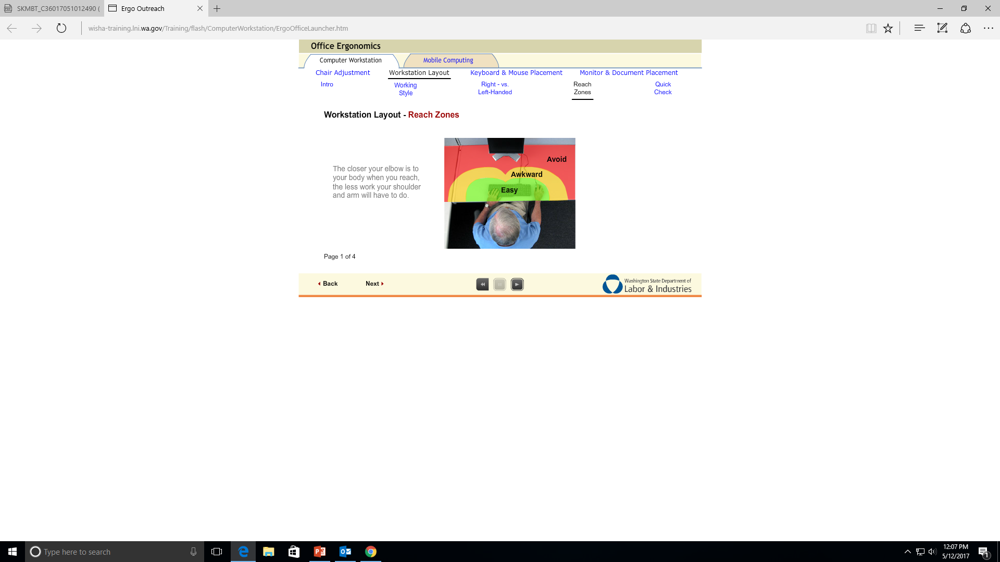 SKMBT_C36017051012490 (
Ergo Outreach
wisha-training.lni.wa.gov/Training/flash/ComputerWorkstation/ErgoOfficeLauncher.htm
Office Ergonomics
Computer Workstation
Mobile Computing
Chair Adjustment
Workstation Layout
Keyboard & Mouse Placement
Monitor & Document Placement
Intro
Working
Style
Right - vs.
Left-Handed
Reach
Zones
Quick
Check
Workstation Layout - Reach Zones
The closer your elbow is to
your body when you reach,
the less work your shoulder
and arm will have to do.
Avoid
Awkward
Easy
Page 1 of 4
Back
Next
Washington State Department of
Labor & Industries
Type here to search
12:07 PM
5/12/2017
1